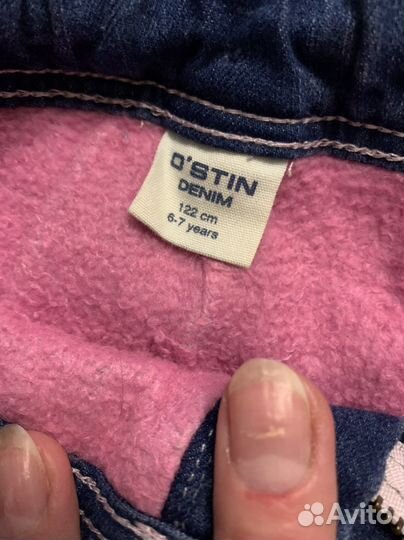 O'STIN
DENIM
122 cm
6-7 years
Avito